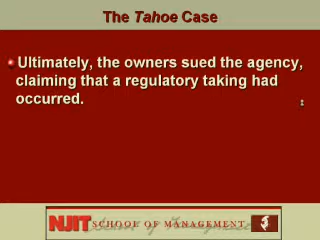 The Tahoe Case
Ultimately, the owners sued the agency,
claiming that a regulatory taking had
occurred.
NJIT SCHOOL OF MANAGEMENT